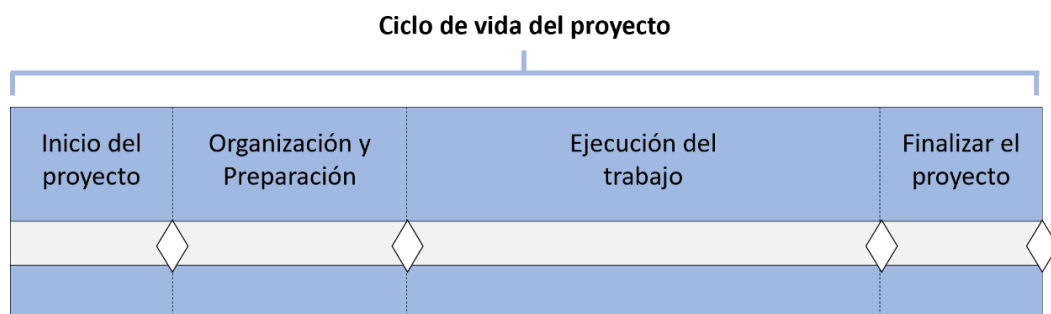 Ciclo de vida del proyecto
Inicio del
proyecto
Organización y
Preparación
Ejecución del
trabajo
Finalizar el
proyecto